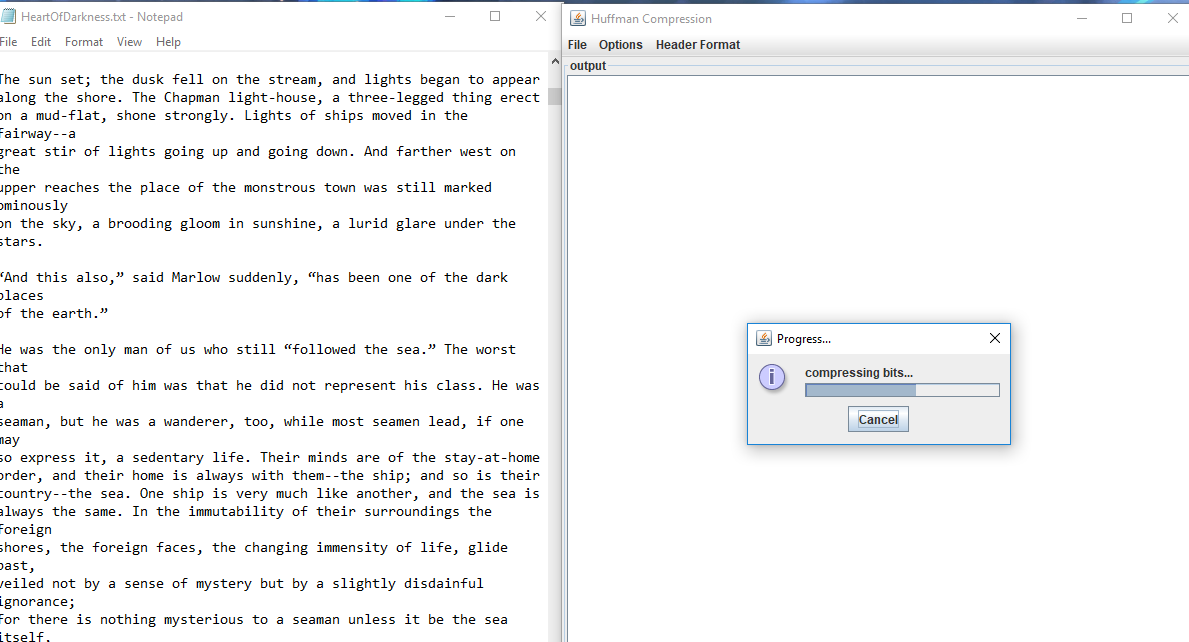 HeartOfDarkness.txt - Notepad
File Edit Format View Help
The sun set; the dusk fell on the stream, and lights began to appear
along the shore. The Chapman light-house, a three-legged thing erect
on a mud-flat, shone strongly. Lights of ships moved in the
fairway--a
great stir of lights going up and going down. And farther west on
the
upper reaches the place of the monstrous town was still marked
ominously
on the sky, a brooding gloom in sunshine, a lurid glare under the
stars.
“And this also,” said Marlow suddenly, “has been one of the dark
places
of the earth.”
He was the only man of us who still “followed the sea.” The worst
that
could be said of him was that he did not represent his class. He was
a
seaman, but he was a wanderer, too, while most seamen lead, if one
may
so express it, a sedentary life. Their minds are of the stay-at-home
order, and their home is always with them--the ship; and so is their
country--the sea. One ship is very much like another, and the sea is
always the same. In the immutability of their surroundings the
foreign
shores, the foreign faces, the changing immensity of life, glide
past,
veiled not by a sense of mystery but by a slightly disdainful
ignorance;
for there is nothing mysterious to a seaman unless it be the sea
itself,
Huffman Compression
File Options Header Format
output
Progress...
compressing bits...
Cancel